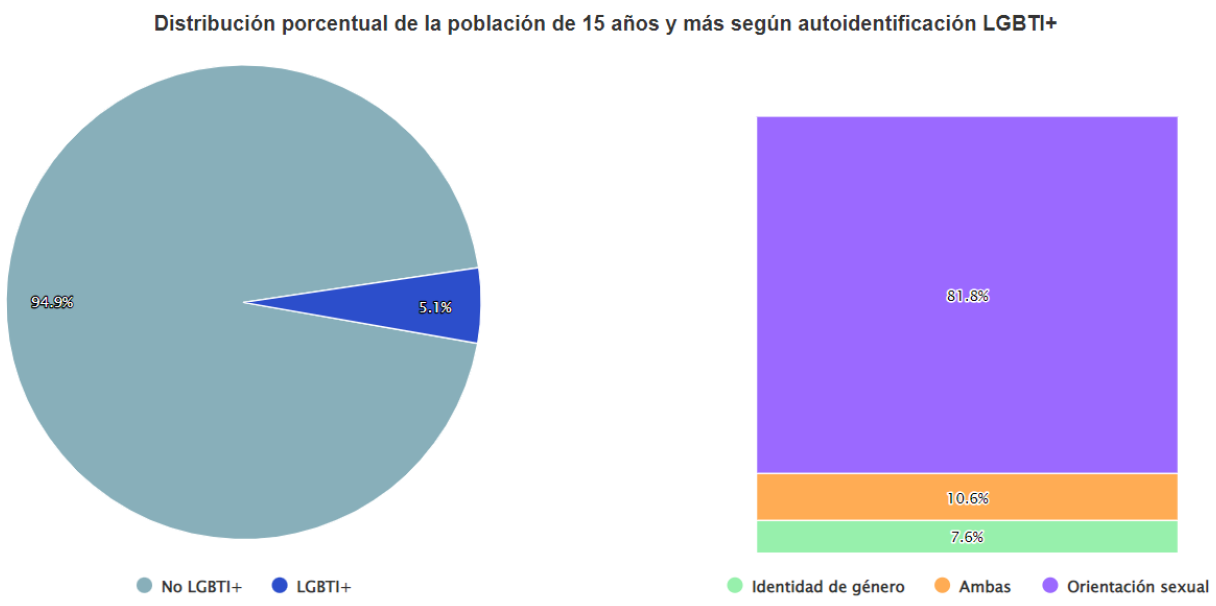 Distribución porcentual de la población de 15 años y más según autoidentificación LGBTI+
94.9%
5.1%
81.8%
10.6%
7.6%
No LGBTI+ LGBTI+
Identidad de género Ambas Orientación sexual